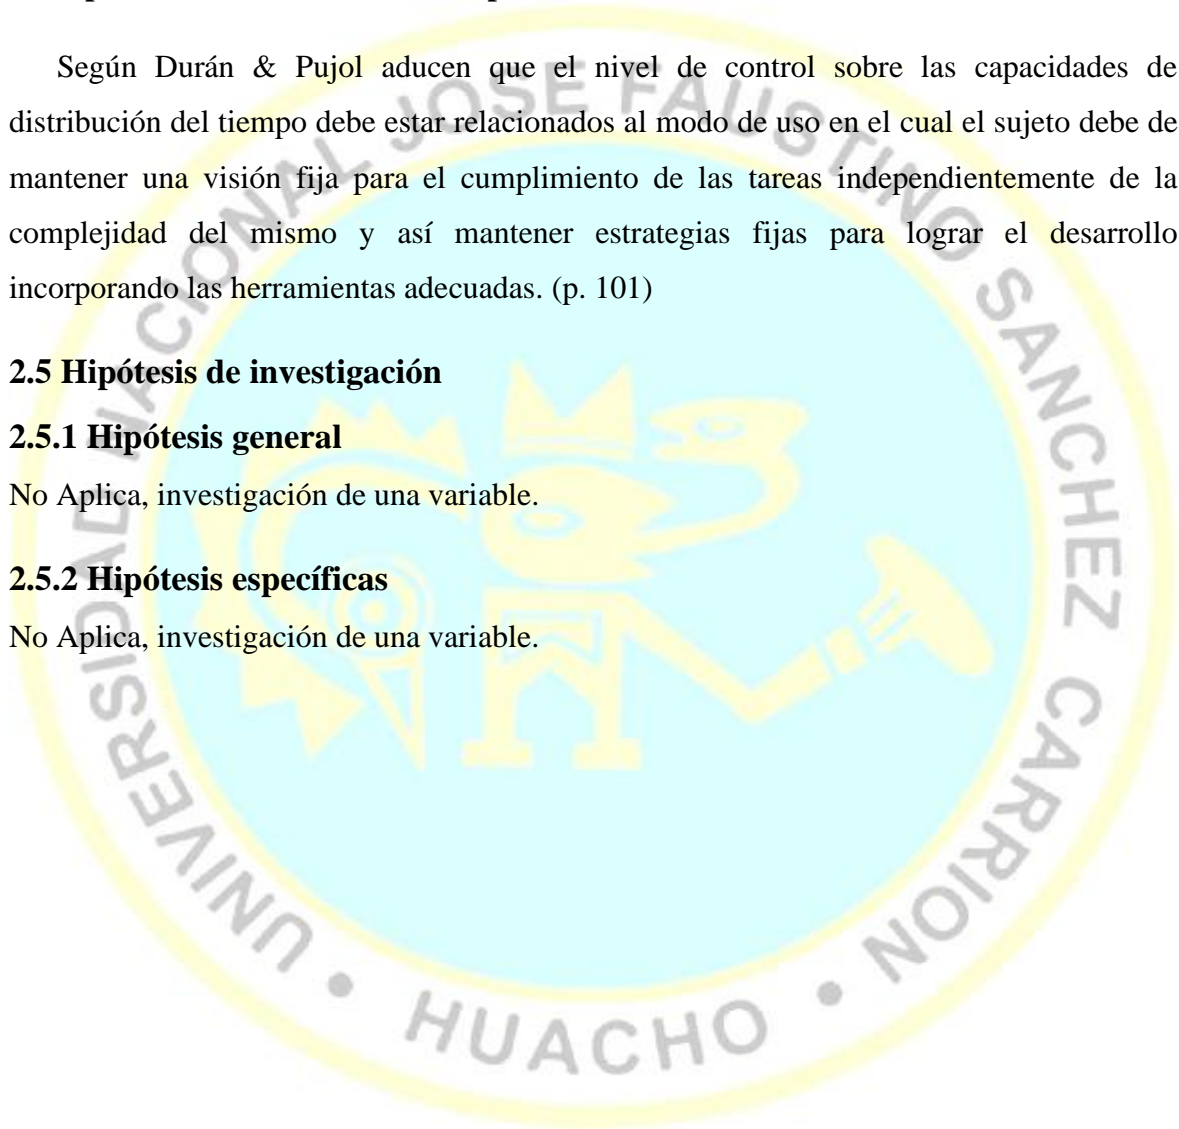 Según Durán & Pujol aducen que el nivel de control sobre las capacidades de
distribución del tiempo debe estar relacionados al modo de uso en el cual el sujeto debe de
mantener una visión fija para el cumplimiento de las tareas independientemente de la
complejidad del mismo y así mantener estrategias fijas para lograr el desarrollo
incorporando las herramientas adecuadas. (p. 101)
2.5 Hipótesis de investigación
2.5.1 Hipótesis general
No Aplica, investigación de una variable.
2.5.2 Hipótesis específicas
No Aplica, investigación de una variable.
UNIVERSIDAD NACIONAL JOSE FAUSTINO SANCHEZ CARRION • HUACHO •